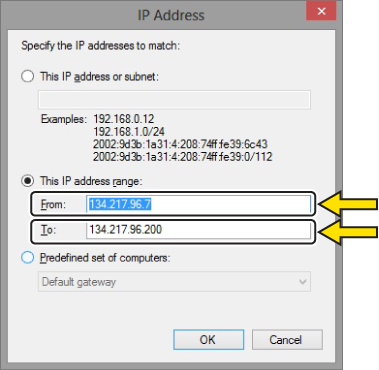 IP Address
Specify the IP addresses to match:
This IP address or subnet:
Examples: 192.168.0.12
192.168.1.0/24
2002:9d3b:1a31:4:208:74ff:fe39:6c43
2002:9d3b:1a31:4:208:74ff:fe39:0/112
This IP address range:
From: 134.217.96.7
To: 134.217.96.200
Predefined set of computers:
Default gateway
OK Cancel